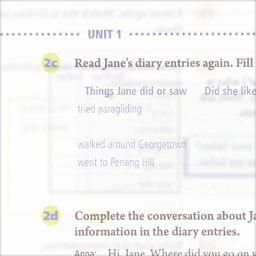 UNIT 1
2c Read Jane's diary entries again. Fill
Things Jane did or saw Did she like
tried paragliding
walked around Georgetown
went to Penang Hill
2d Complete the conversation about Ja
information in the diary entries.
Anna: Hi, Jane. Where did you go on v